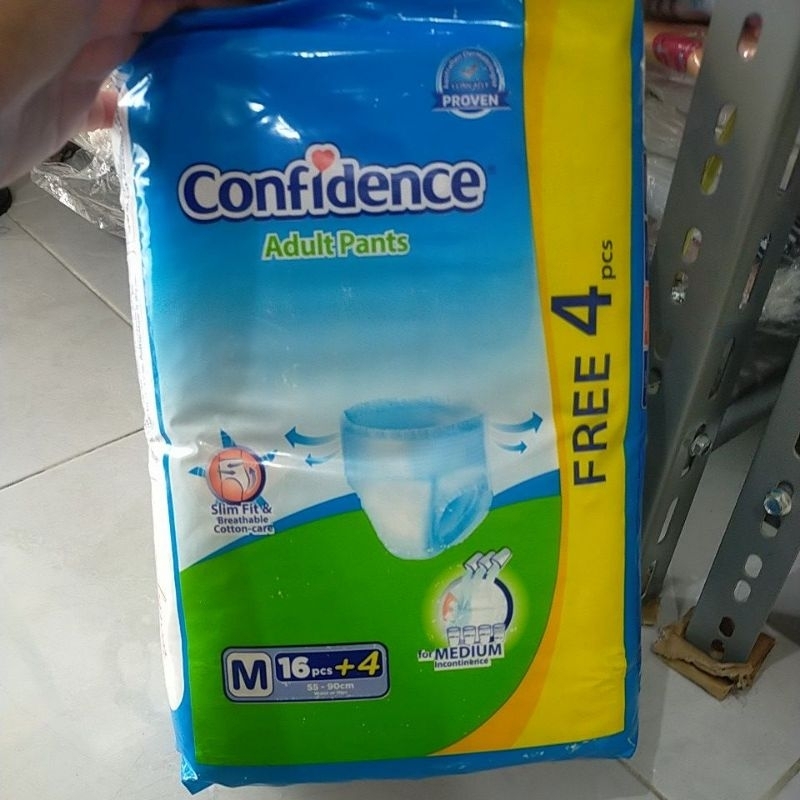 PROVEN
Confidence
Adult Pants
FREE 4 pcs
Slim Fit &
Breathable
Cotton-care
for MEDIUM
Incontinence
M 16 pcs +4
55 - 90cm